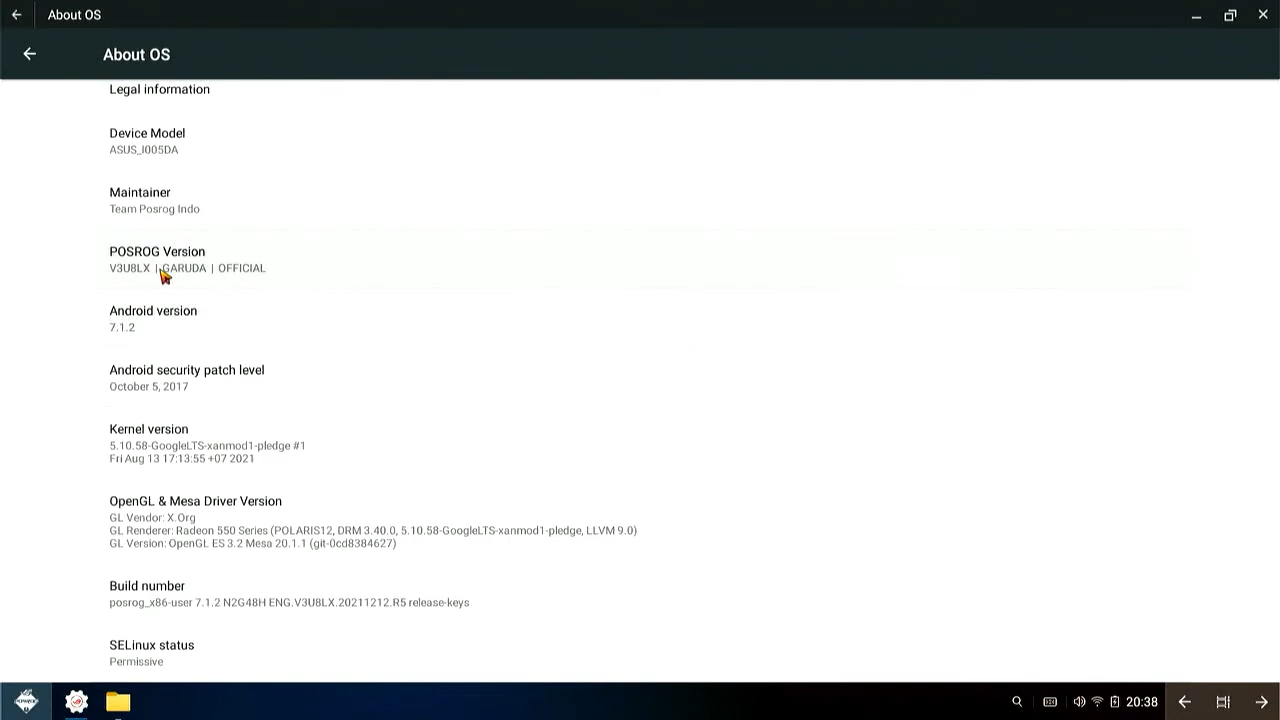 About OS
About OS
Legal information
Device Model
ASUS_I005DA
Maintainer
Team Posrog Indo
POSROG Version
V3U8LX | GARUDA | OFFICIAL
Android version
7.1.2
Android security patch level
October 5, 2017
Kernel version
5.10.58-GoogleLTS-xanmod1-pledge #1
Fri Aug 13 17:13:55 +07 2021
OpenGL & Mesa Driver Version
GL Vendor: X.Org
GL Renderer: Radeon 550 Series (POLARIS12, DRM 3.40.0, 5.10.58-GoogleLTS-xanmod1-pledge, LLVM 9.0)
GL Version: OpenGL ES 3.2 Mesa 20.1.1 (git-0cd8384627)
Build number
posrog_x86-user 7.1.2 N2G48H ENG.V3U8LX.20211212.R5 release-keys
SELinux status
Permissive
20:38